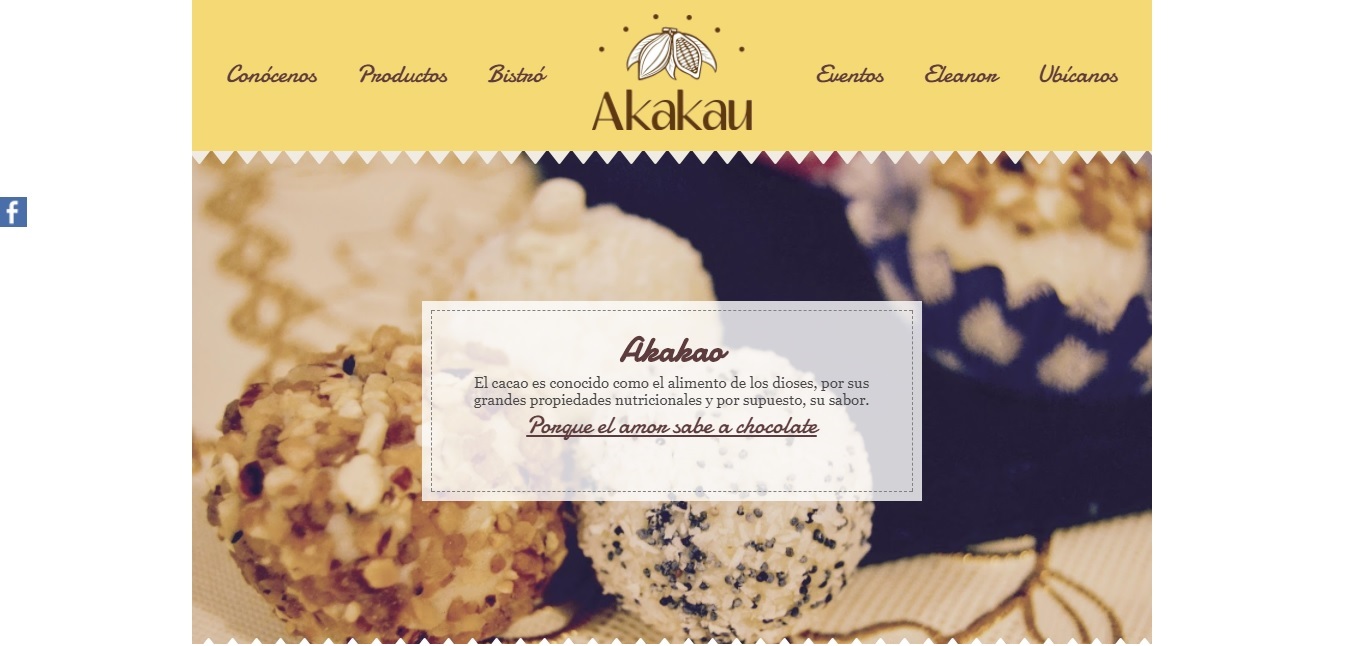 Conócenos
Productos
Bistró
Akakau
Eventos
Eleanor
Ubícanos
f
Akakao
El cacao es conocido como el alimento de los dioses, por sus
grandes propiedades nutricionales y por supuesto, su sabor.
Porque el amor sabe a chocolate